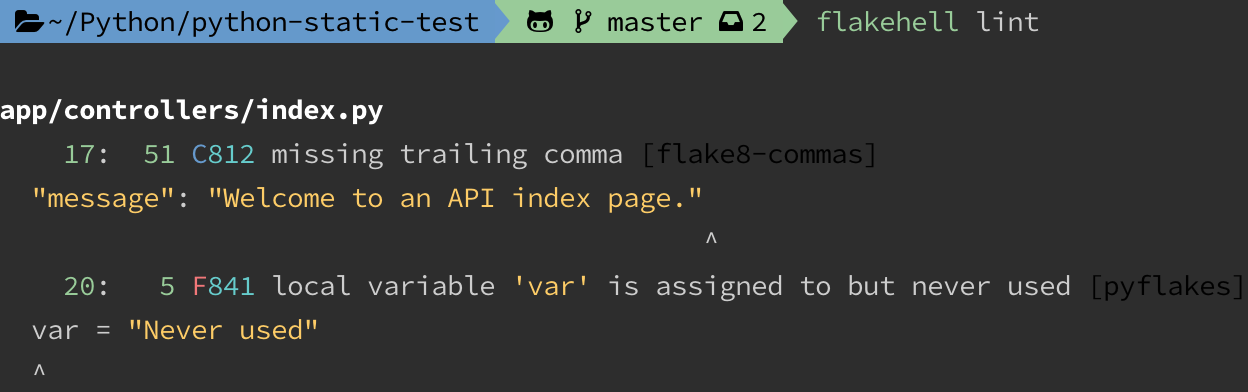 ~/Python/python-static-test master 2 flakehell lint
app/controllers/index.py
17: 51 C812 missing trailing comma [flake8-commas]
"message": "Welcome to an API index page."
^
20: 5 F841 local variable 'var' is assigned to but never used [pyflakes]
var = "Never used"
^